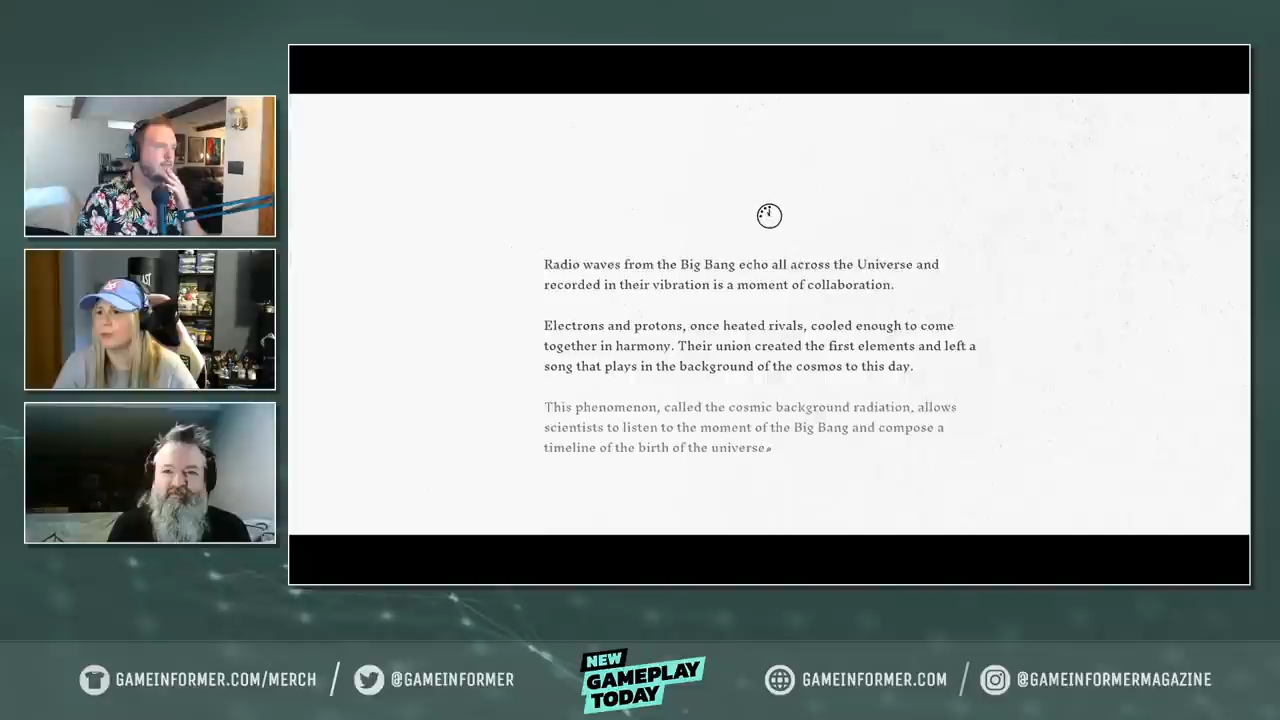 Radio waves from the Big Bang echo all across the Universe and
recorded in their vibration is a moment of collaboration.
Electrons and protons, once heated rivals, cooled enough to come
together in harmony. Their union created the first elements and left a
song that plays in the background of the cosmos to this day.
This phenomenon, called the cosmic background radiation, allows
scientists to listen to the moment of the Big Bang and compose a
timeline of the birth of the universe.
GAMEINFORMER.COM/MERCH / @GAMEINFORMER
NEW
GAMEPLAY
TODAY
GAMEINFORMER.COM / @GAMEINFORMERMAGAZINE